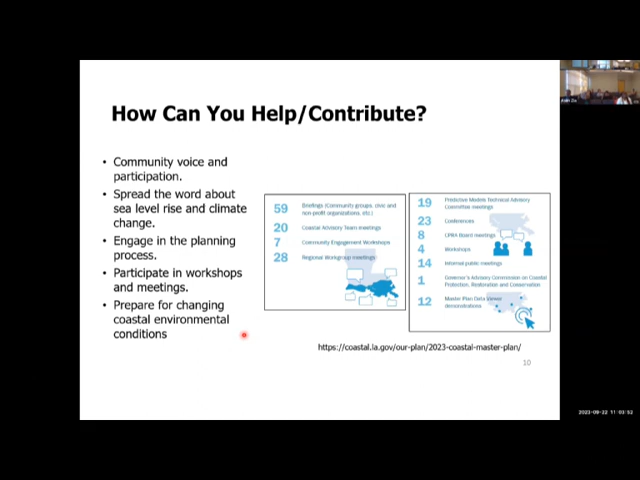 How Can You Help/Contribute?
• Community voice and
participation.
• Spread the word about
sea level rise and climate
change.
• Engage in the planning
process.
• Participate in workshops
and meetings.
• Prepare for changing
coastal environmental
conditions
59 Briefings (Community groups, civic and
non-profit organizations, etc)
20 Coastal Advisory Team meetings
7 Community Engagement Workshops
28 Regional Workgroup meetings
19 Predictive Models Technical Advisory
Committee meetings
23 Conferences
8 CPRA Board meetings
4 Workshops
14 Internal public meetings
1 Governor's Advisory Commission on Coastal
Protection, Restoration and Conservation
12 Master Plan Data Viewer
demonstrations
https://coastal.la.gov/our-plan/2023-coastal-master-plan/
10
2023-09-22 11:03:53